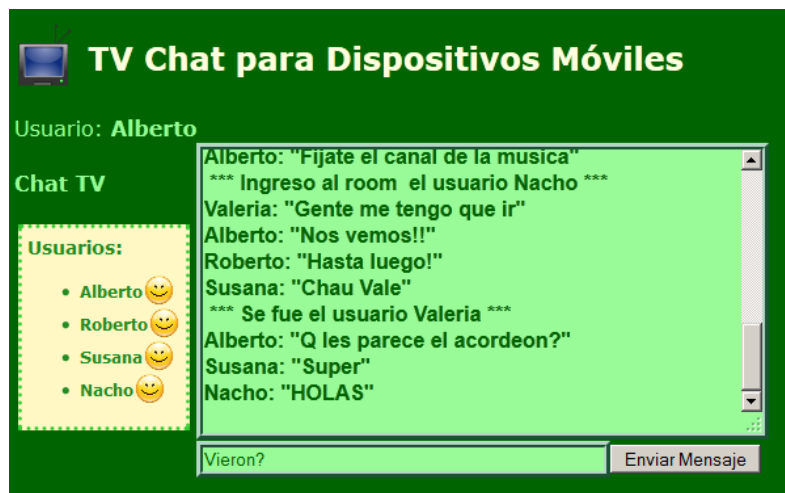 TV Chat para Dispositivos Móviles
Usuario: Alberto
Chat TV
Usuarios:
• Alberto
• Roberto
• Susana
• Nacho
Alberto: "Fijate el canal de la musica"
*** Ingreso al room el usuario Nacho ***
Valeria: "Gente me tengo que ir"
Alberto: "Nos vemos!!"
Roberto: "Hasta luego!"
Susana: "Chau Vale"
*** Se fue el usuario Valeria ***
Alberto: "Q les parece el acordeon?"
Susana: "Super"
Nacho: "HOLAS"
Vieron?
Enviar Mensaje